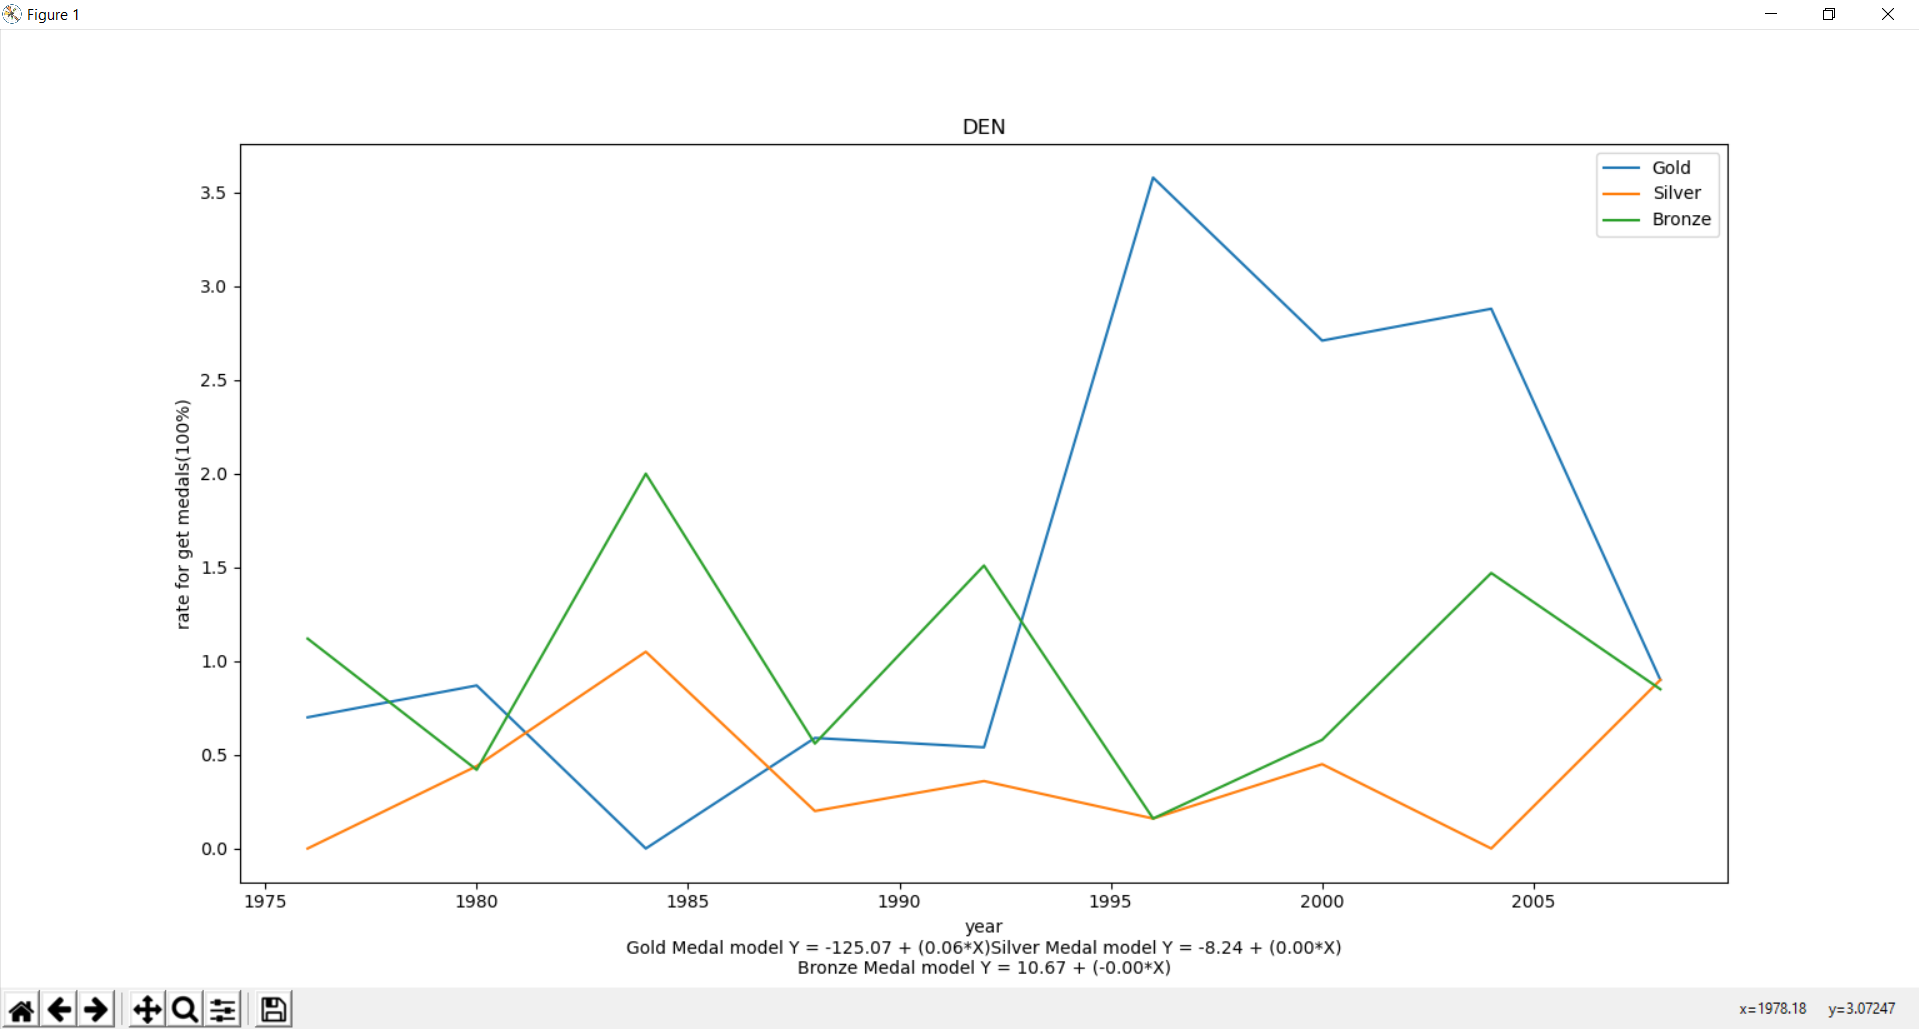 Figure 1
DEN
Gold
Silver
Bronze
3.5
3.0
2.5
2.0
1.5
1.0
0.5
0.0
rate for get medals(100%)
1975 1980 1985 1990 1995 2000 2005
year
Gold Medal model Y = -125.07 + (0.06*X)Silver Medal model Y = -8.24 + (0.00*X)
Bronze Medal model Y = 10.67 + (-0.00*X)
x=1978.18 y=3.07247